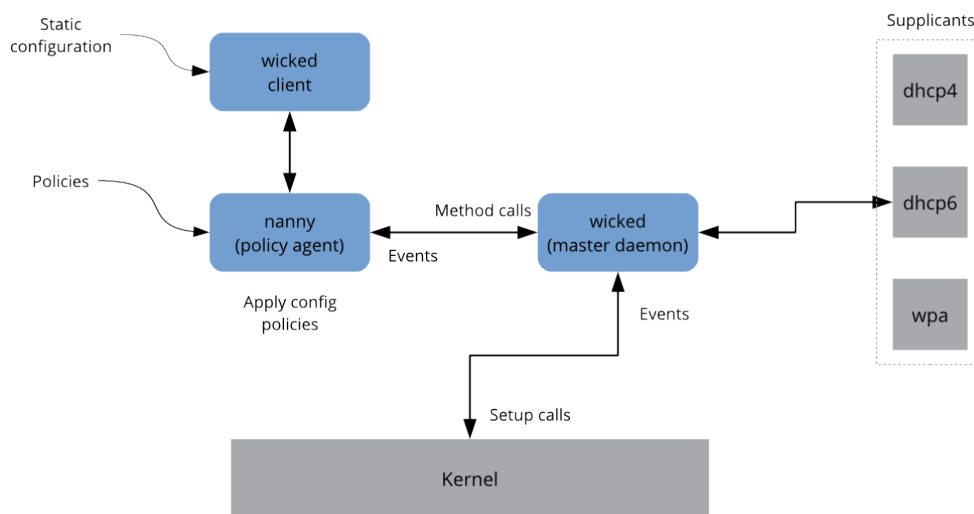 Supplicants
Static
configuration
wicked
client
dhcp4
Policies
nanny
(policy agent)
Method calls
Events
wicked
(master daemon)
dhcp6
Apply config
policies
Events
wpa
Setup calls
Kernel